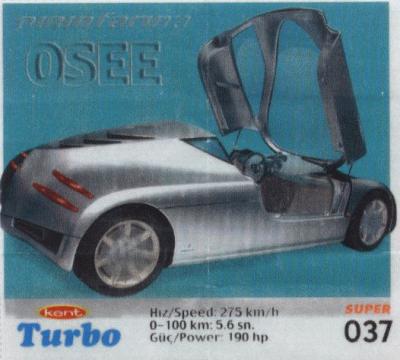 OSEE
kent
Turbo
Hız/Speed: 275 km/h
0-100 km: 5.6 sn.
Güç/Power: 190 hp
SUPER
037